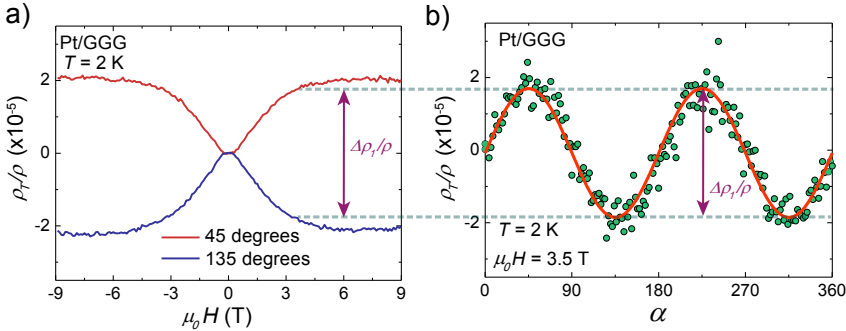 a)
Pt/GGG
T = 2 K
ρT/ρ (x10-5)
2
0
-2
Δρ1/ρ
45 degrees
135 degrees
-9 -6 -3 0 3 6 9
μ0H (T)
b)
Pt/GGG
ρT/ρ (x10-5)
2
0
-2
Δρ1/ρ
T = 2 K
μ0H = 3.5 T
0 90 180 270 360
α